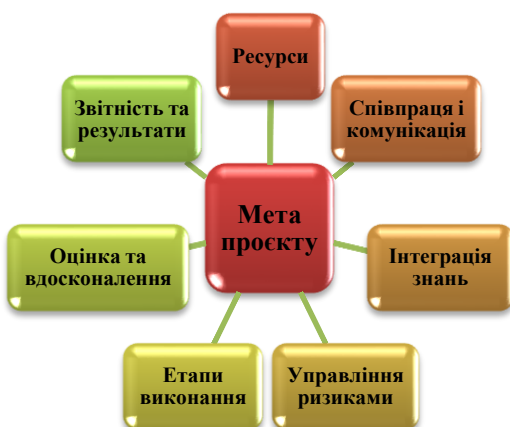 Ресурси
Співпраця і
комунікація
Інтеграція
знань
Управління
ризиками
Етапи
виконання
Оцінка та
вдосконалення
Звітність та
результати
Мета
проєкту